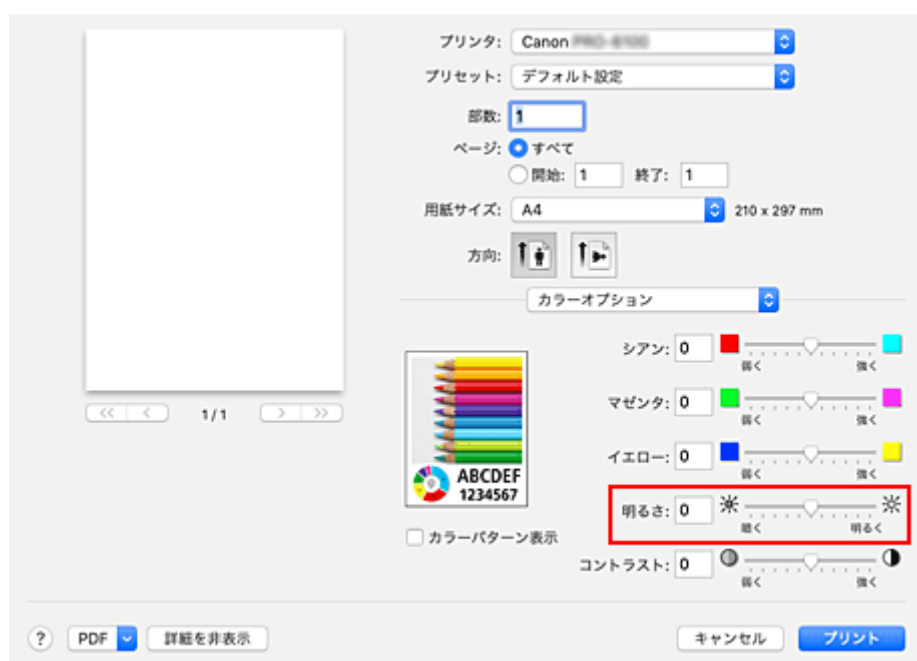 プリンタ: Canon
プリセット: デフォルト設定
部数: 1
ページ: すべて
開始: 1 終了: 1
用紙サイズ: A4 210 x 297 mm
方向:
カラーオプション
<< < 1/1 > >>
シアン: 0
弱く 強く
マゼンタ: 0
弱く 強く
イエロー: 0
弱く 強く
ABCDEF
1234567
明るさ: 0
暗く 明るく
カラーパターン表示
コントラスト: 0
弱く 強く
? PDF 詳細を非表示 キャンセル プリント